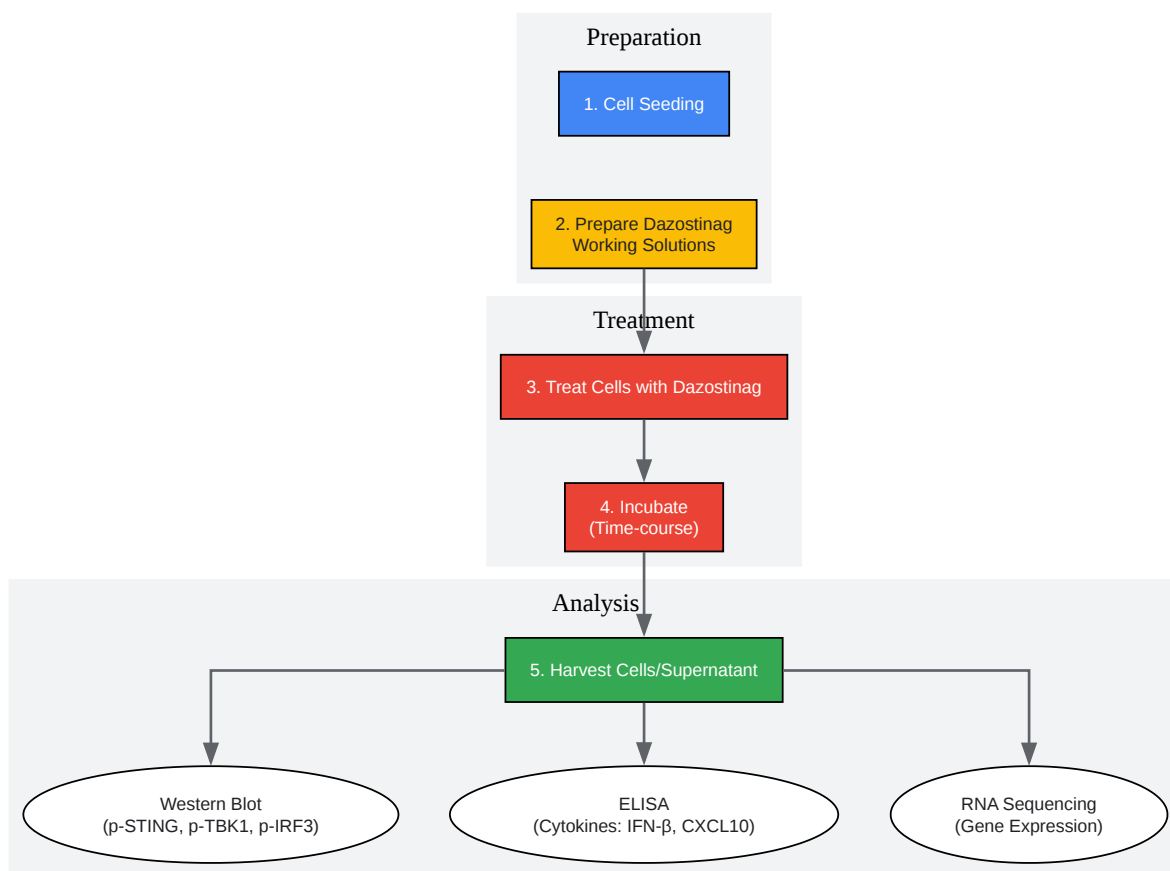 Preparation
1. Cell Seeding
2. Prepare Dazostinag
Working Solutions
Treatment
3. Treat Cells with Dazostinag
4. Incubate
(Time-course)
Analysis
5. Harvest Cells/Supernatant
Western Blot
(p-STING, p-TBK1, p-IRF3)
ELISA
(Cytokines: IFN-β, CXCL10)
RNA Sequencing
(Gene Expression)